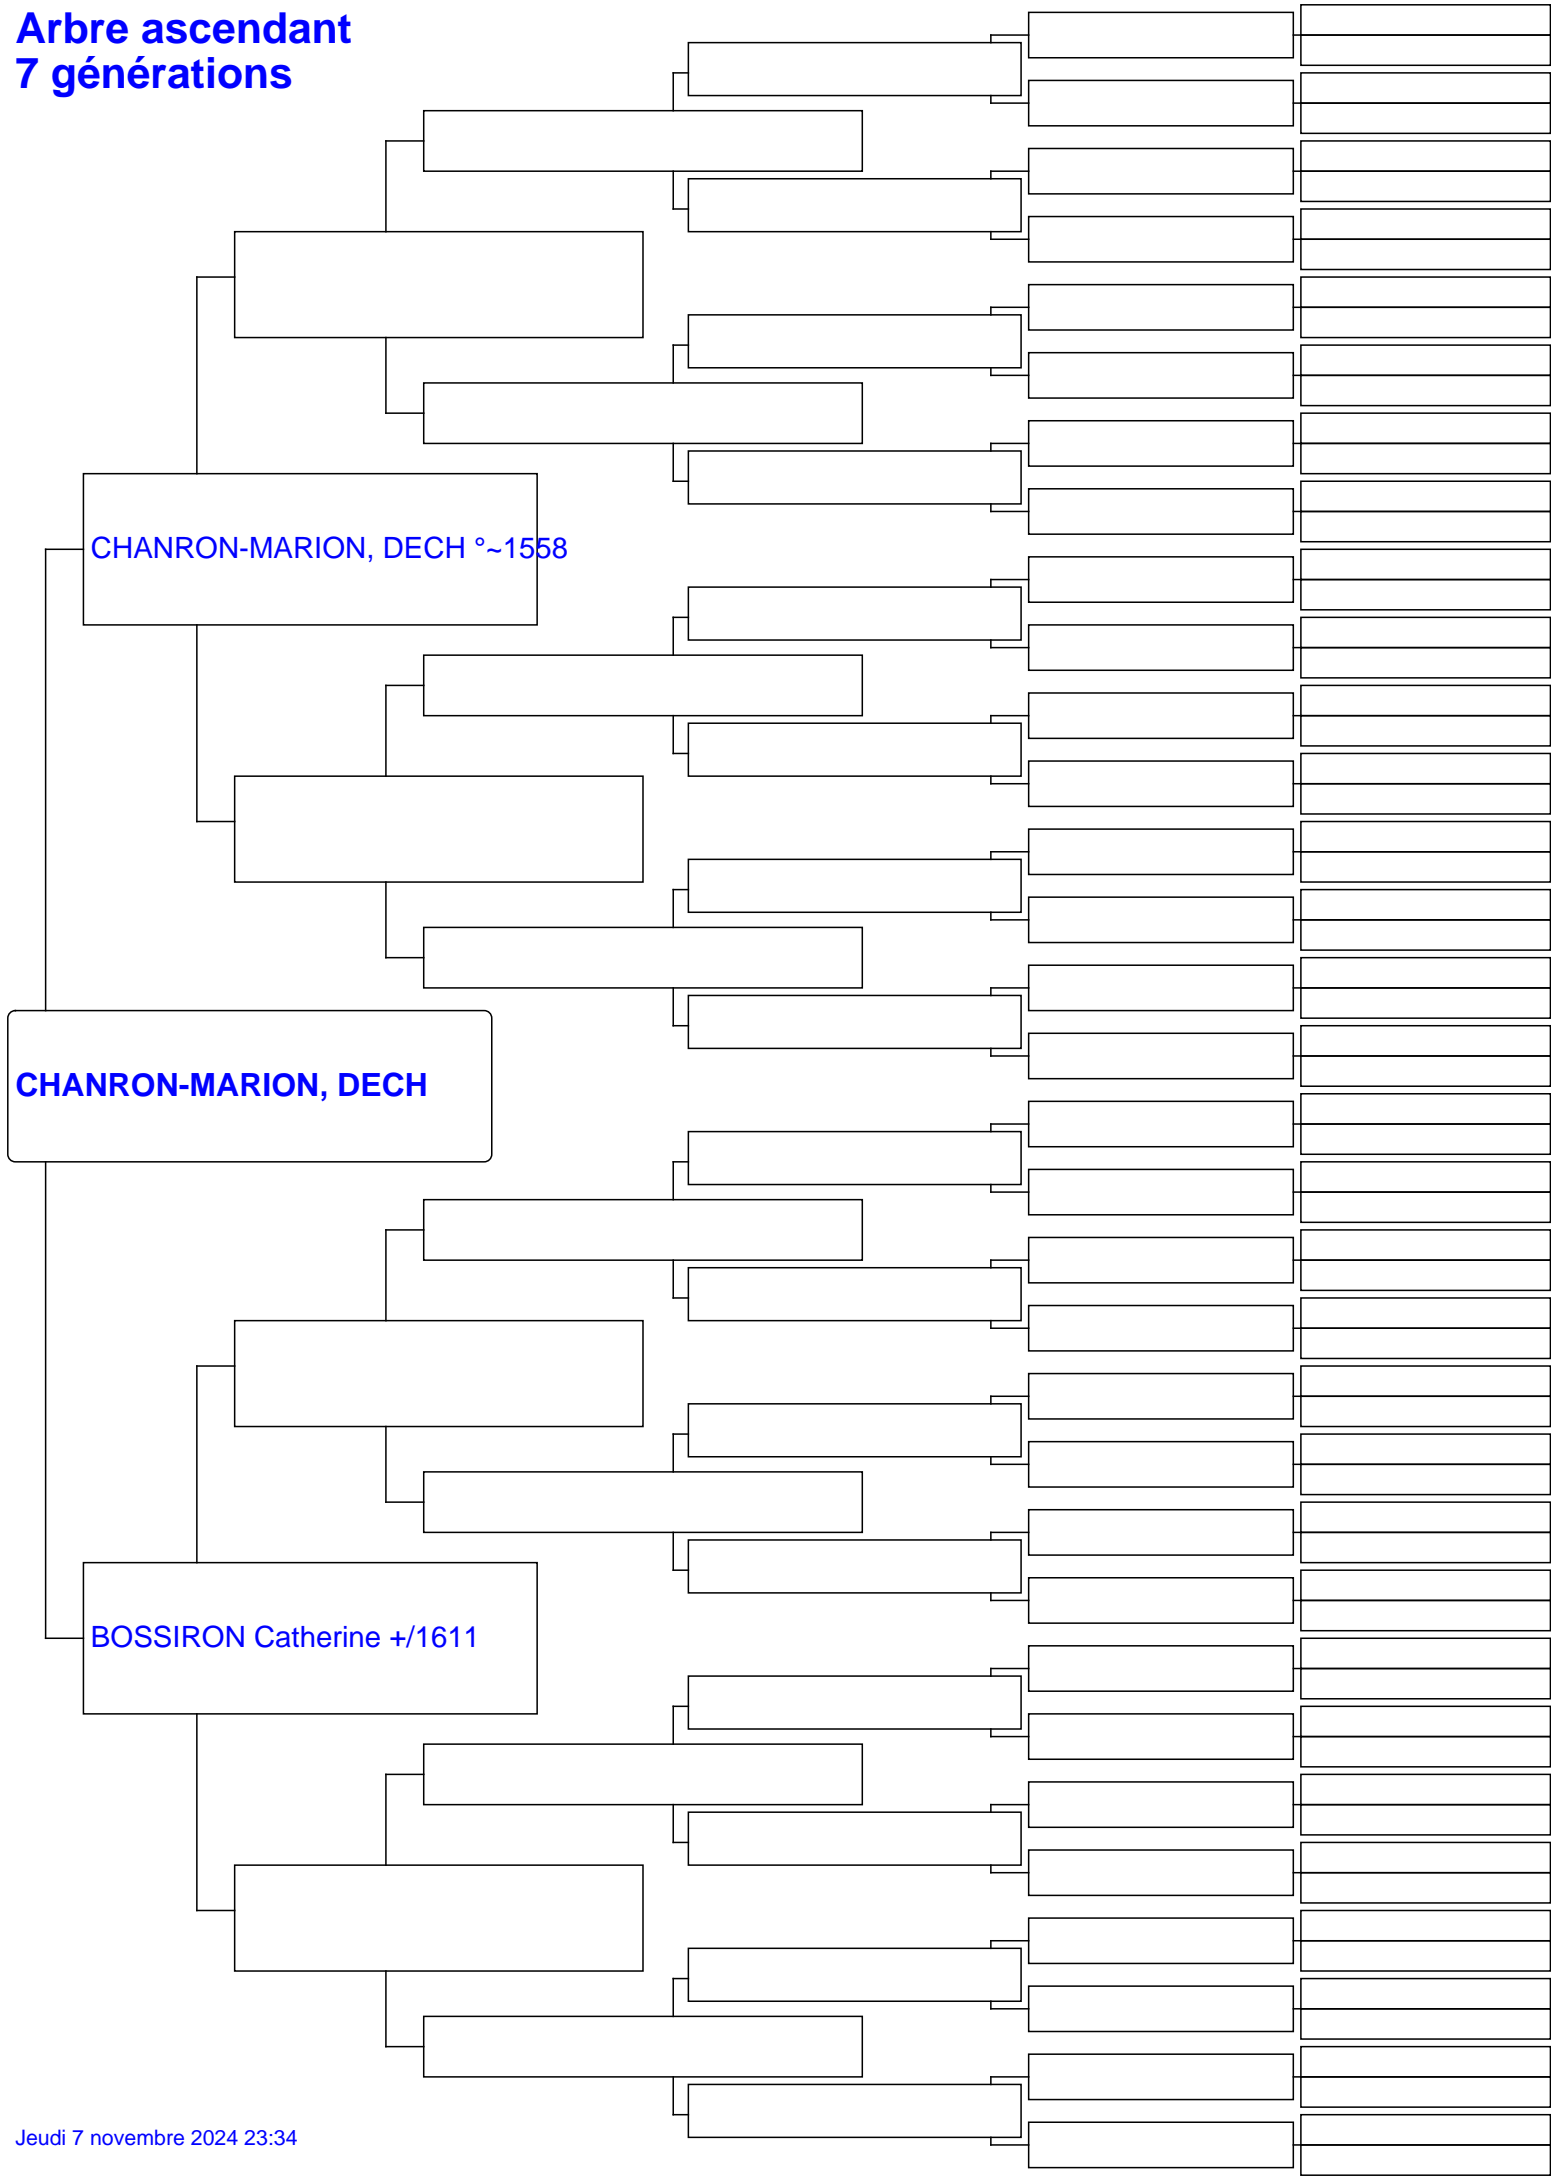 Arbre ascendant
7 générations
CHANRON-MARION, DECH °~1558
CHANRON-MARION, DECH
BOSSIRON Catherine +/1611
Jeudi 7 novembre 2024 23:34